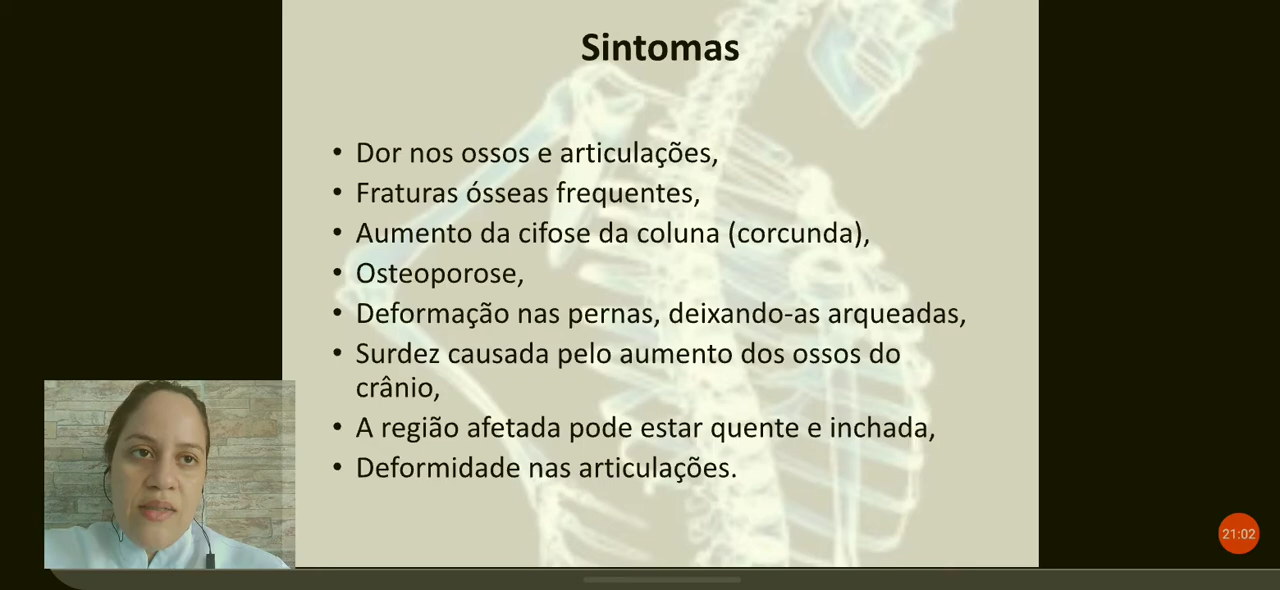 Sintomas
• Dor nos ossos e articulações,
• Fraturas ósseas frequentes,
• Aumento da cifose da coluna (corcunda),
• Osteoporose,
• Deformação nas pernas, deixando-as arqueadas,
• Surdez causada pelo aumento dos ossos do
crânio,
• A região afetada pode estar quente e inchada,
• Deformidade nas articulações.
21:02